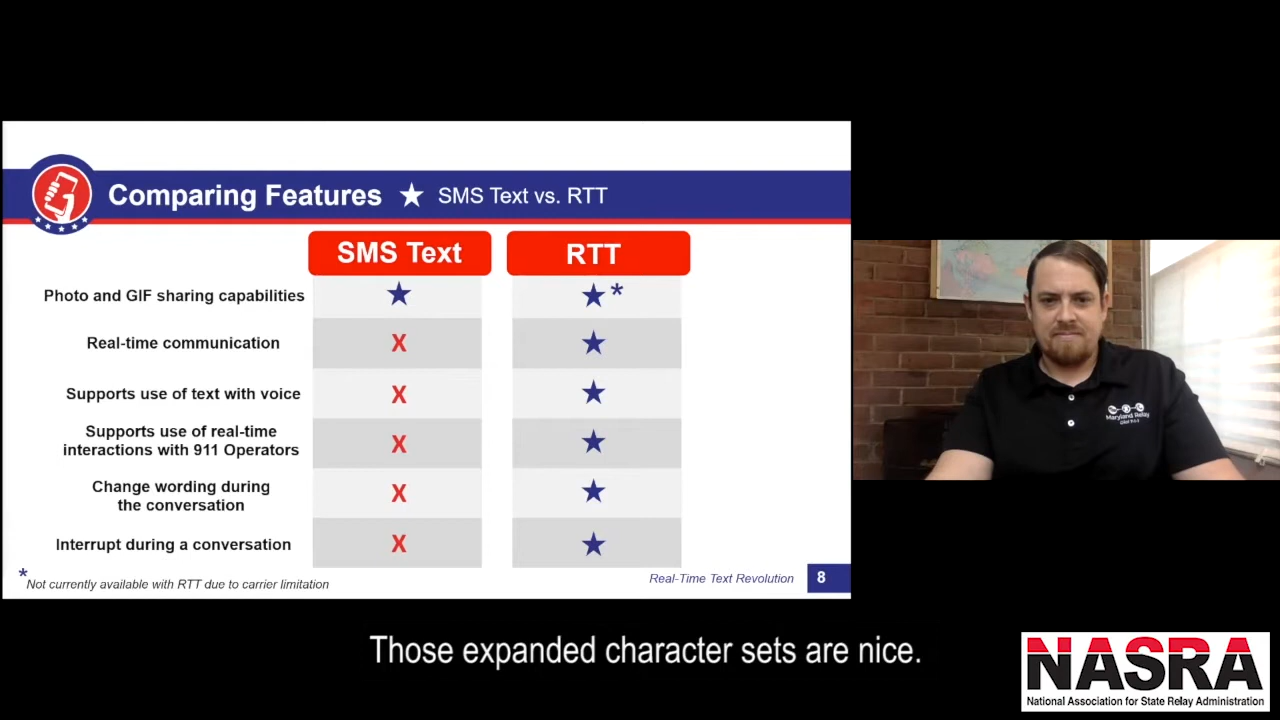 Comparing Features ★ SMS Text vs. RTT
SMS Text RTT
Photo and GIF sharing capabilities ★ ★*
Real-time communication X ★
Supports use of text with voice X ★
Supports use of real-time
interactions with 911 Operators X ★
Change wording during
the conversation X ★
Interrupt during a conversation X ★
*Not currently available with RTT due to carrier limitation
Real-Time Text Revolution 8
Maryland Relay
Those expanded character sets are nice.
NASRA
National Association for State Relay Administration